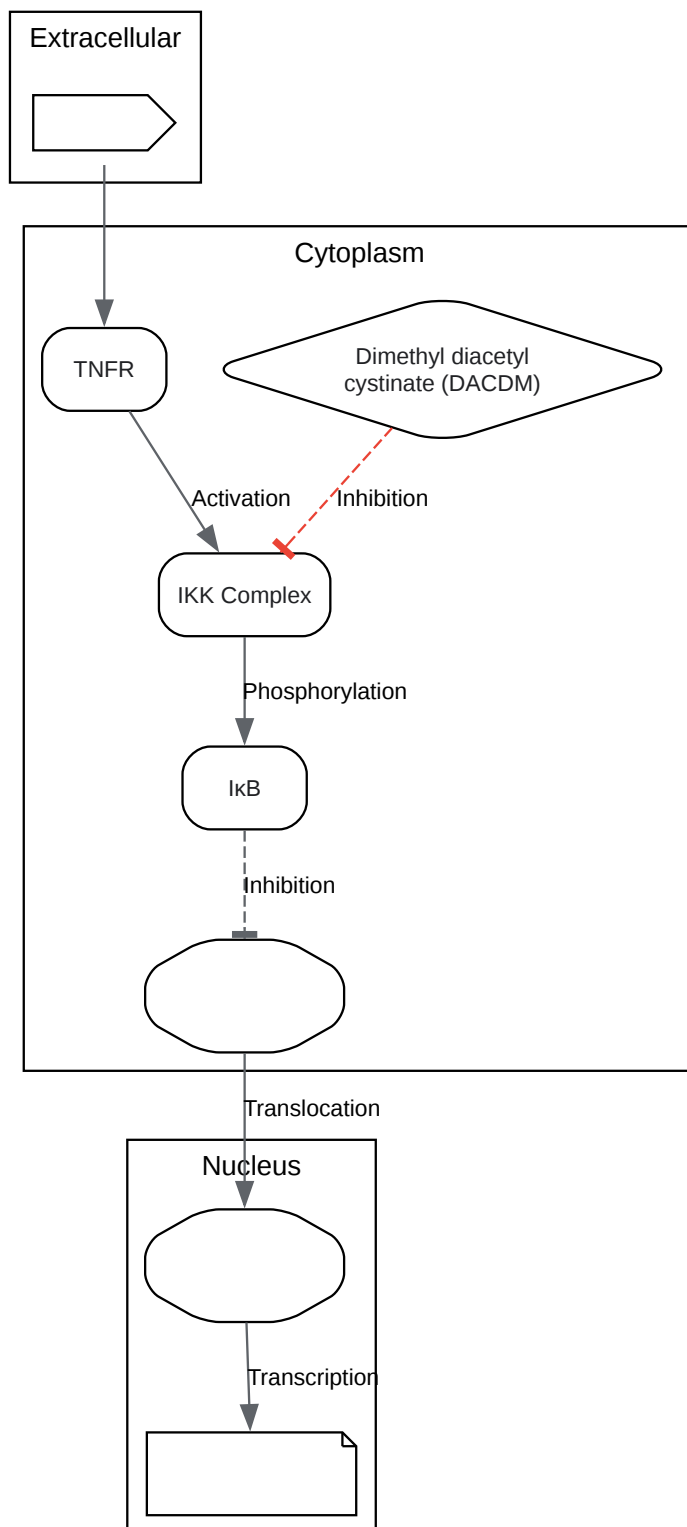 Extracellular
Cytoplasm
TNFR
Dimethyl diacetyl
cystinate (DACDM)
Activation
Inhibition
IKK Complex
Phosphorylation
IκB
Inhibition
Translocation
Nucleus
Transcription